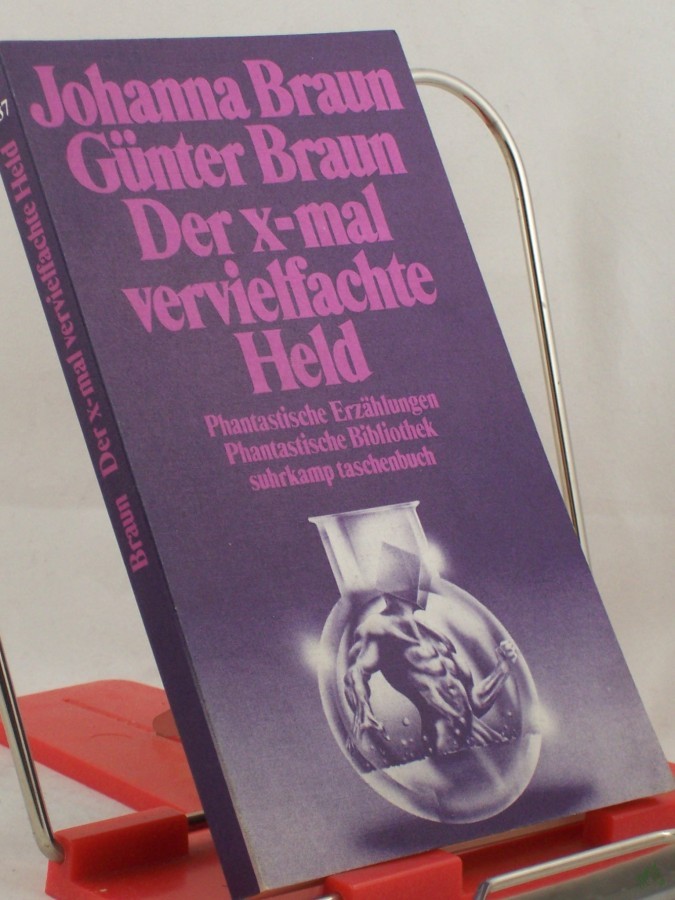 Johanna Braun
Günter Braun
Der x-mal
vervielfachte
Held
Phantastische Erzählungen
Phantastische Bibliothek
suhrkamp taschenbuch
Braun Der x-mal vervielfachte Held